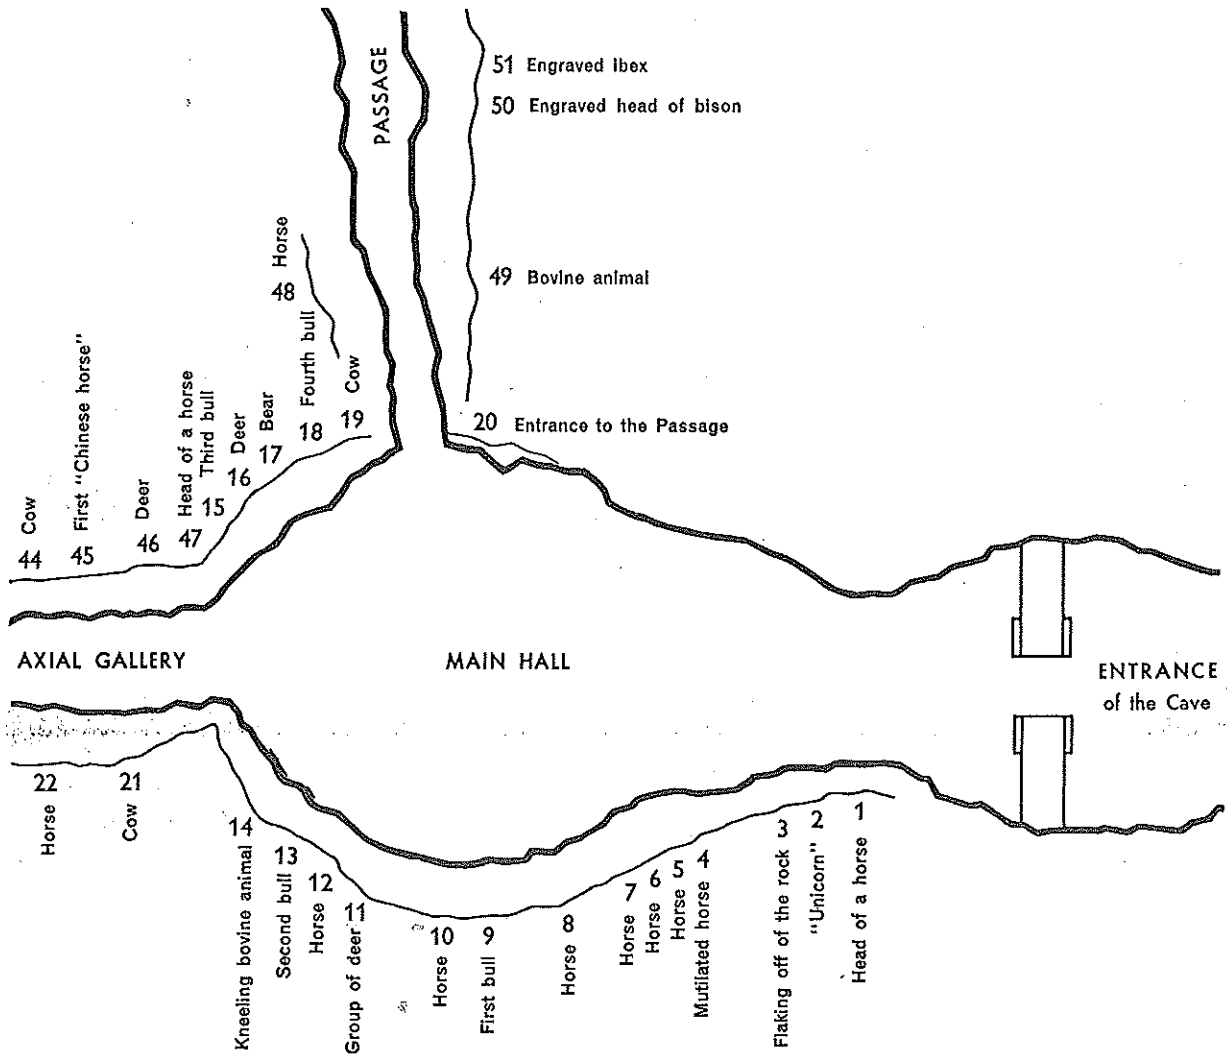 PASSAGE
51 Engraved ibex
50 Engraved head of bison
49 Bovine animal
20 Entrance to the Passage
48 Horse
44 Cow
45 First "Chinese horse"
46 Deer
47 Head of a horse
15 Third bull
16 Deer
17 Bear
18 Fourth bull
19 Cow
AXIAL GALLERY
MAIN HALL
ENTRANCE
of the Cave
22
Horse
21
Cow
Kneeling bovine animal 14
Second bull 13
Horse 12
Group of deer 11
Horse 10
First bull 9
Horse 8
Horse 7
Horse 6
Horse 5
Mutilated horse 4
Flaking off of the rock 3
"Unicorn" 2
Head of a horse 1